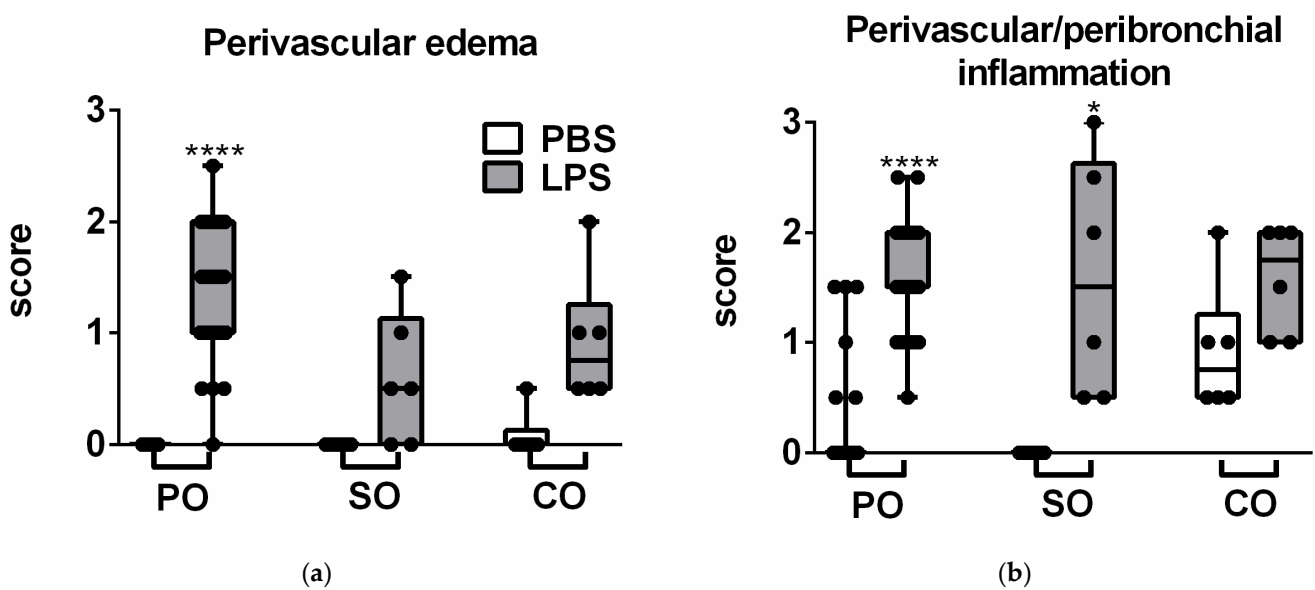 Perivascular edema
3
2
1
0
score
****
PBS
LPS
PO
SO
CO
(a)
Perivascular/peribronchial
inflammation
3
2
1
0
score
****
*
PO
SO
CO
(b)